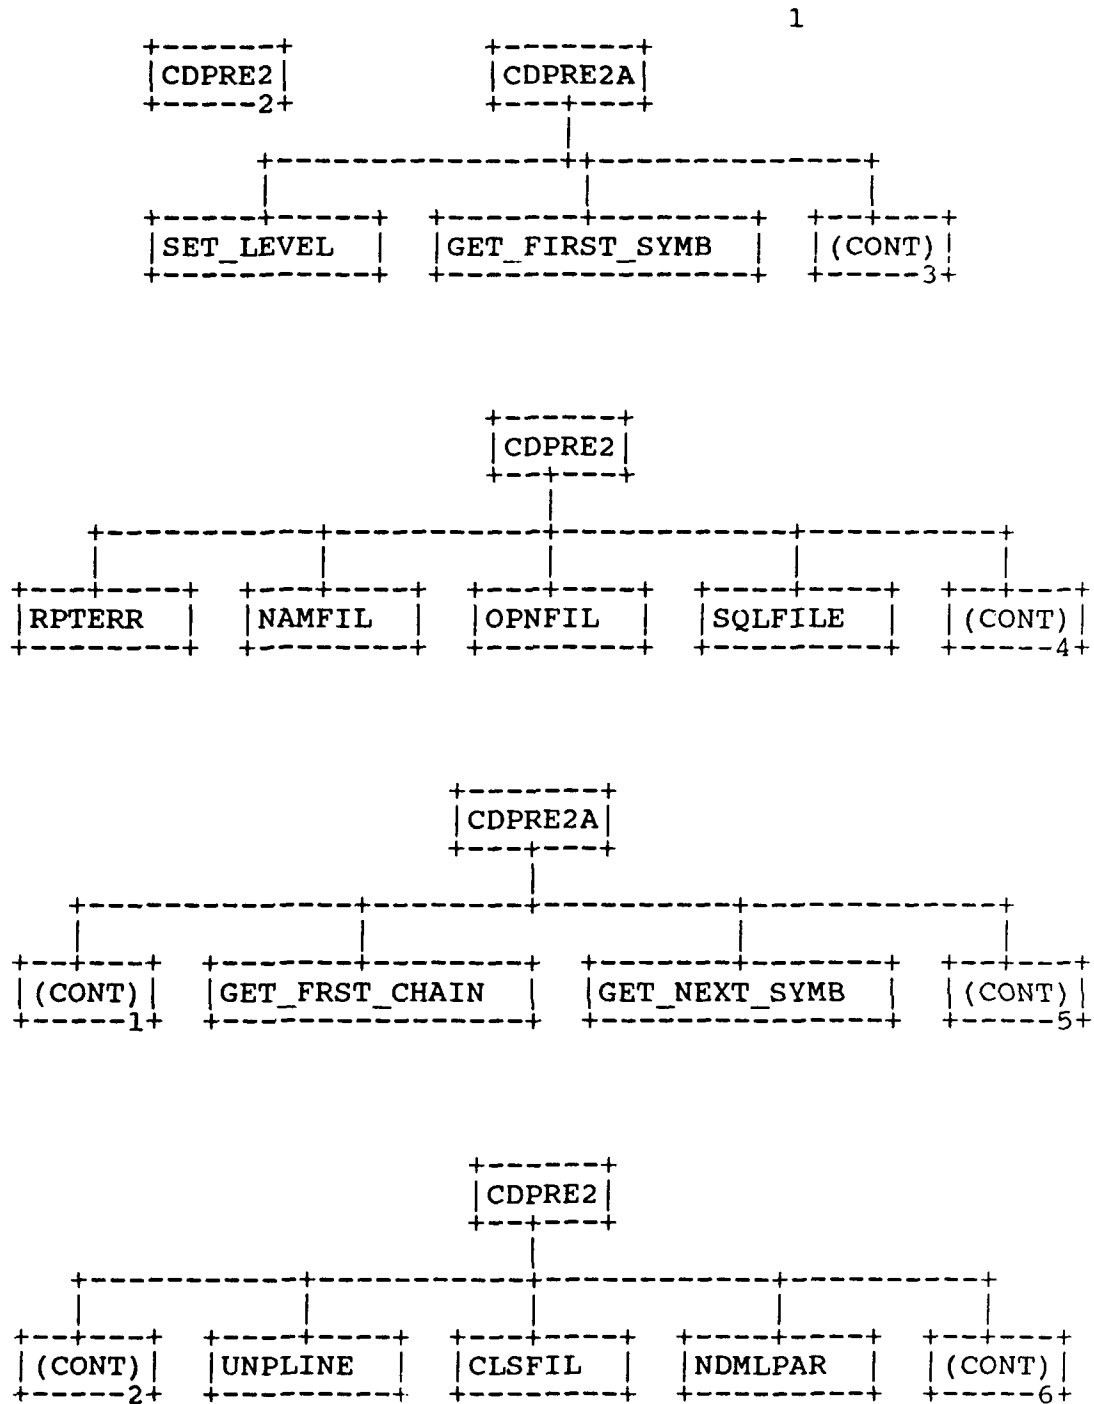 1
CDPRE2 CDPRE2A
2
SET_LEVEL GET_FIRST_SYMB (CONT)
3
CDPRE2
RPTERR NAMFIL OPNFIL SQLFILE (CONT)
4
CDPRE2A
(CONT) GET_FRST_CHAIN GET_NEXT_SYMB (CONT)
1 5
CDPRE2
(CONT) UNPLINE CLSFIL NDMLPAR (CONT)
2 6